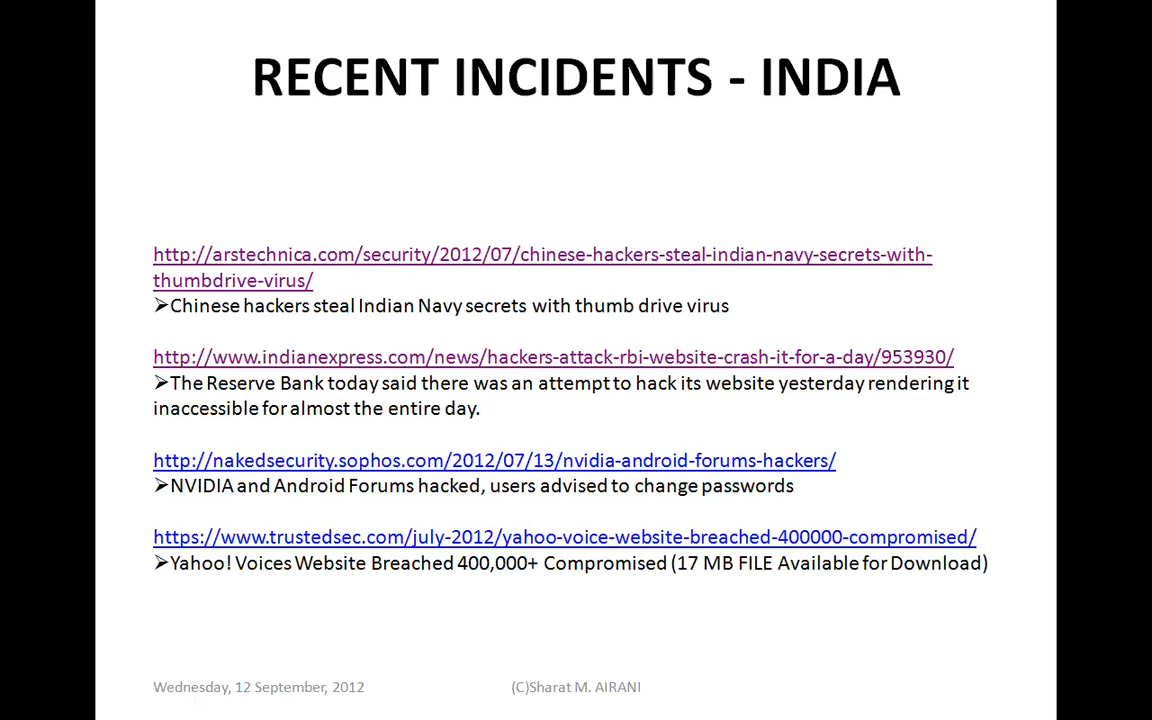 RECENT INCIDENTS - INDIA
http://arstechnica.com/security/2012/07/chinese-hackers-steal-indian-navy-secrets-with-
thumbdrive-virus/
➢Chinese hackers steal Indian Navy secrets with thumb drive virus
http://www.indianexpress.com/news/hackers-attack-rbi-website-crash-it-for-a-day/953930/
➢The Reserve Bank today said there was an attempt to hack its website yesterday rendering it
inaccessible for almost the entire day.
http://nakedsecurity.sophos.com/2012/07/13/nvidia-android-forums-hackers/
➢NVIDIA and Android Forums hacked, users advised to change passwords
https://www.trustedsec.com/july-2012/yahoo-voice-website-breached-400000-compromised/
➢Yahoo! Voices Website Breached 400,000+ Compromised (17 MB FILE Available for Download)
Wednesday, 12 September, 2012
(C)Sharat M. AIRANI